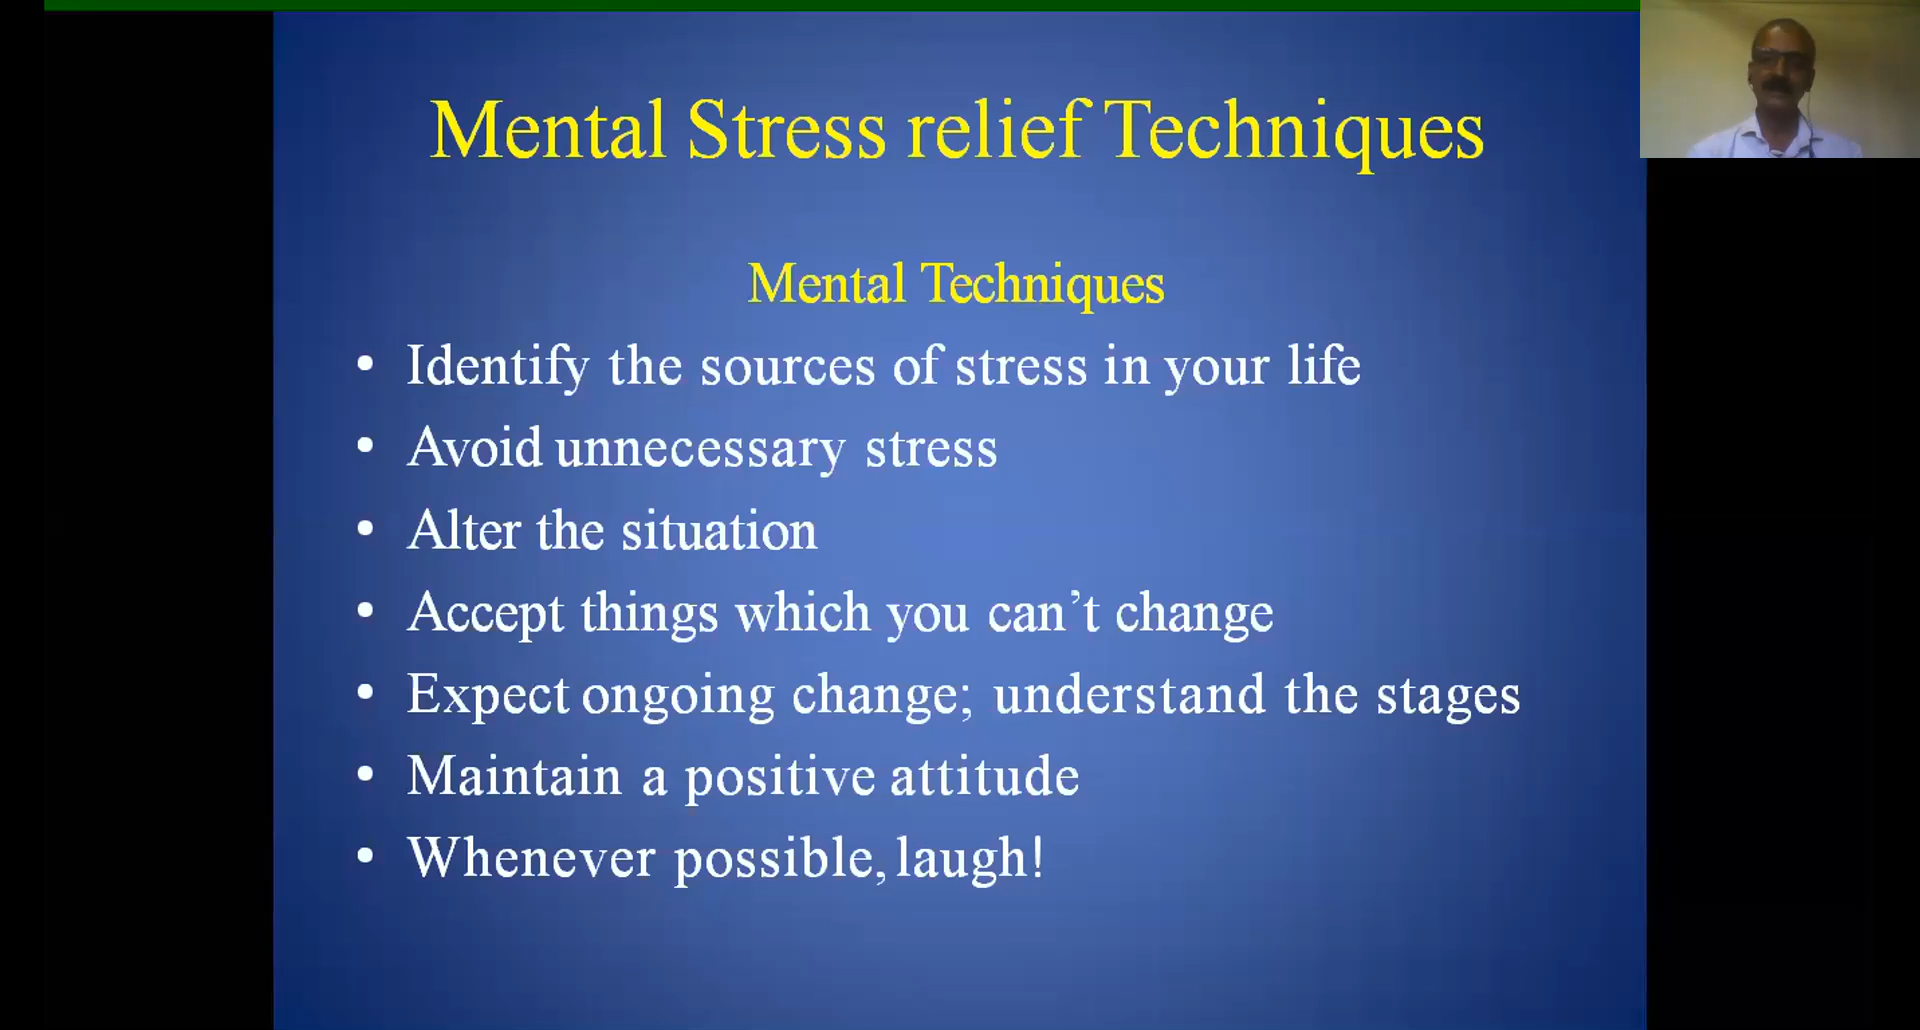 Mental Stress relief Techniques
Mental Techniques
• Identify the sources of stress in your life
• Avoid unnecessary stress
• Alter the situation
• Accept things which you can’t change
• Expect ongoing change; understand the stages
• Maintain a positive attitude
• Whenever possible, laugh!